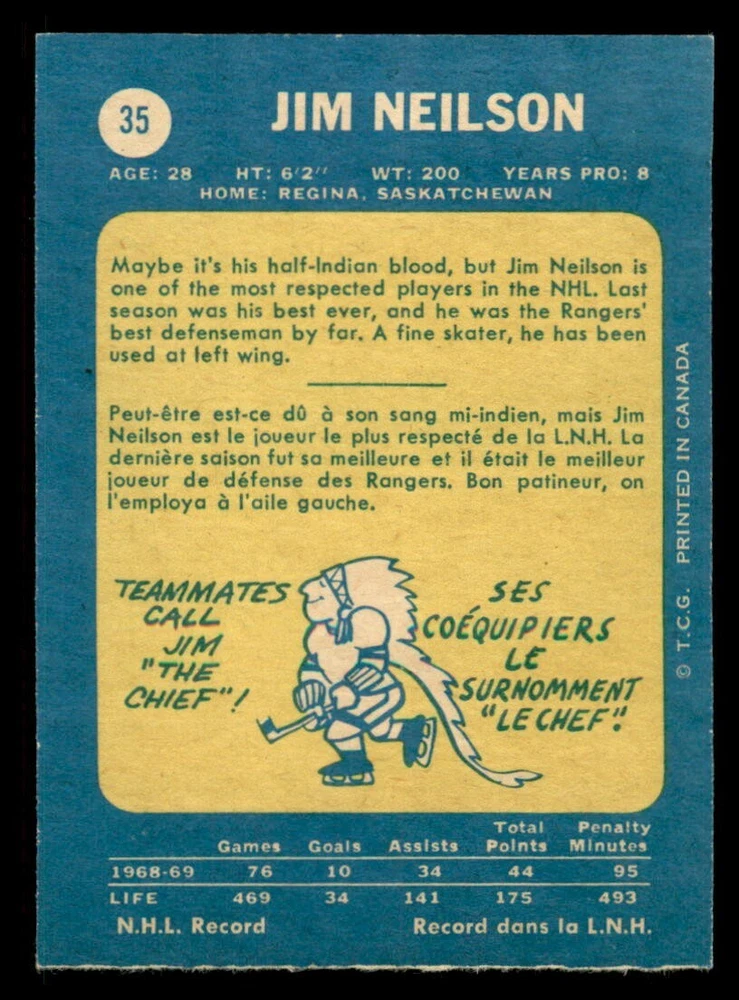 35
JIM NEILSON
AGE: 28 HT: 6'2" WT: 200 YEARS PRO: 8
HOME: REGINA, SASKATCHEWAN
Maybe it's his half-Indian blood, but Jim Neilson is
one of the most respected players in the NHL. Last
season was his best ever, and he was the Rangers'
best defenseman by far. A fine skater, he has been
used at left wing.
Peut-être est-ce dû à son sang mi-indien, mais Jim
Neilson est le joueur le plus respecté de la L.N.H. La
dernière saison fut sa meilleure et il était le meilleur
joueur de défense des Rangers. Bon patineur, on
l'employa à l'aile gauche.
TEAMMATES
CALL
JIM
"THE
CHIEF"!
SES
COÉQUIPIERS
LE
SURNOMMENT
"LE CHEF".
© T.C.G. PRINTED IN CANADA
Total Penalty
Games Goals Assists Points Minutes
1968-69 76 10 34 44 95
LIFE 469 34 141 175 493
N.H.L. Record Record dans la L.N.H.